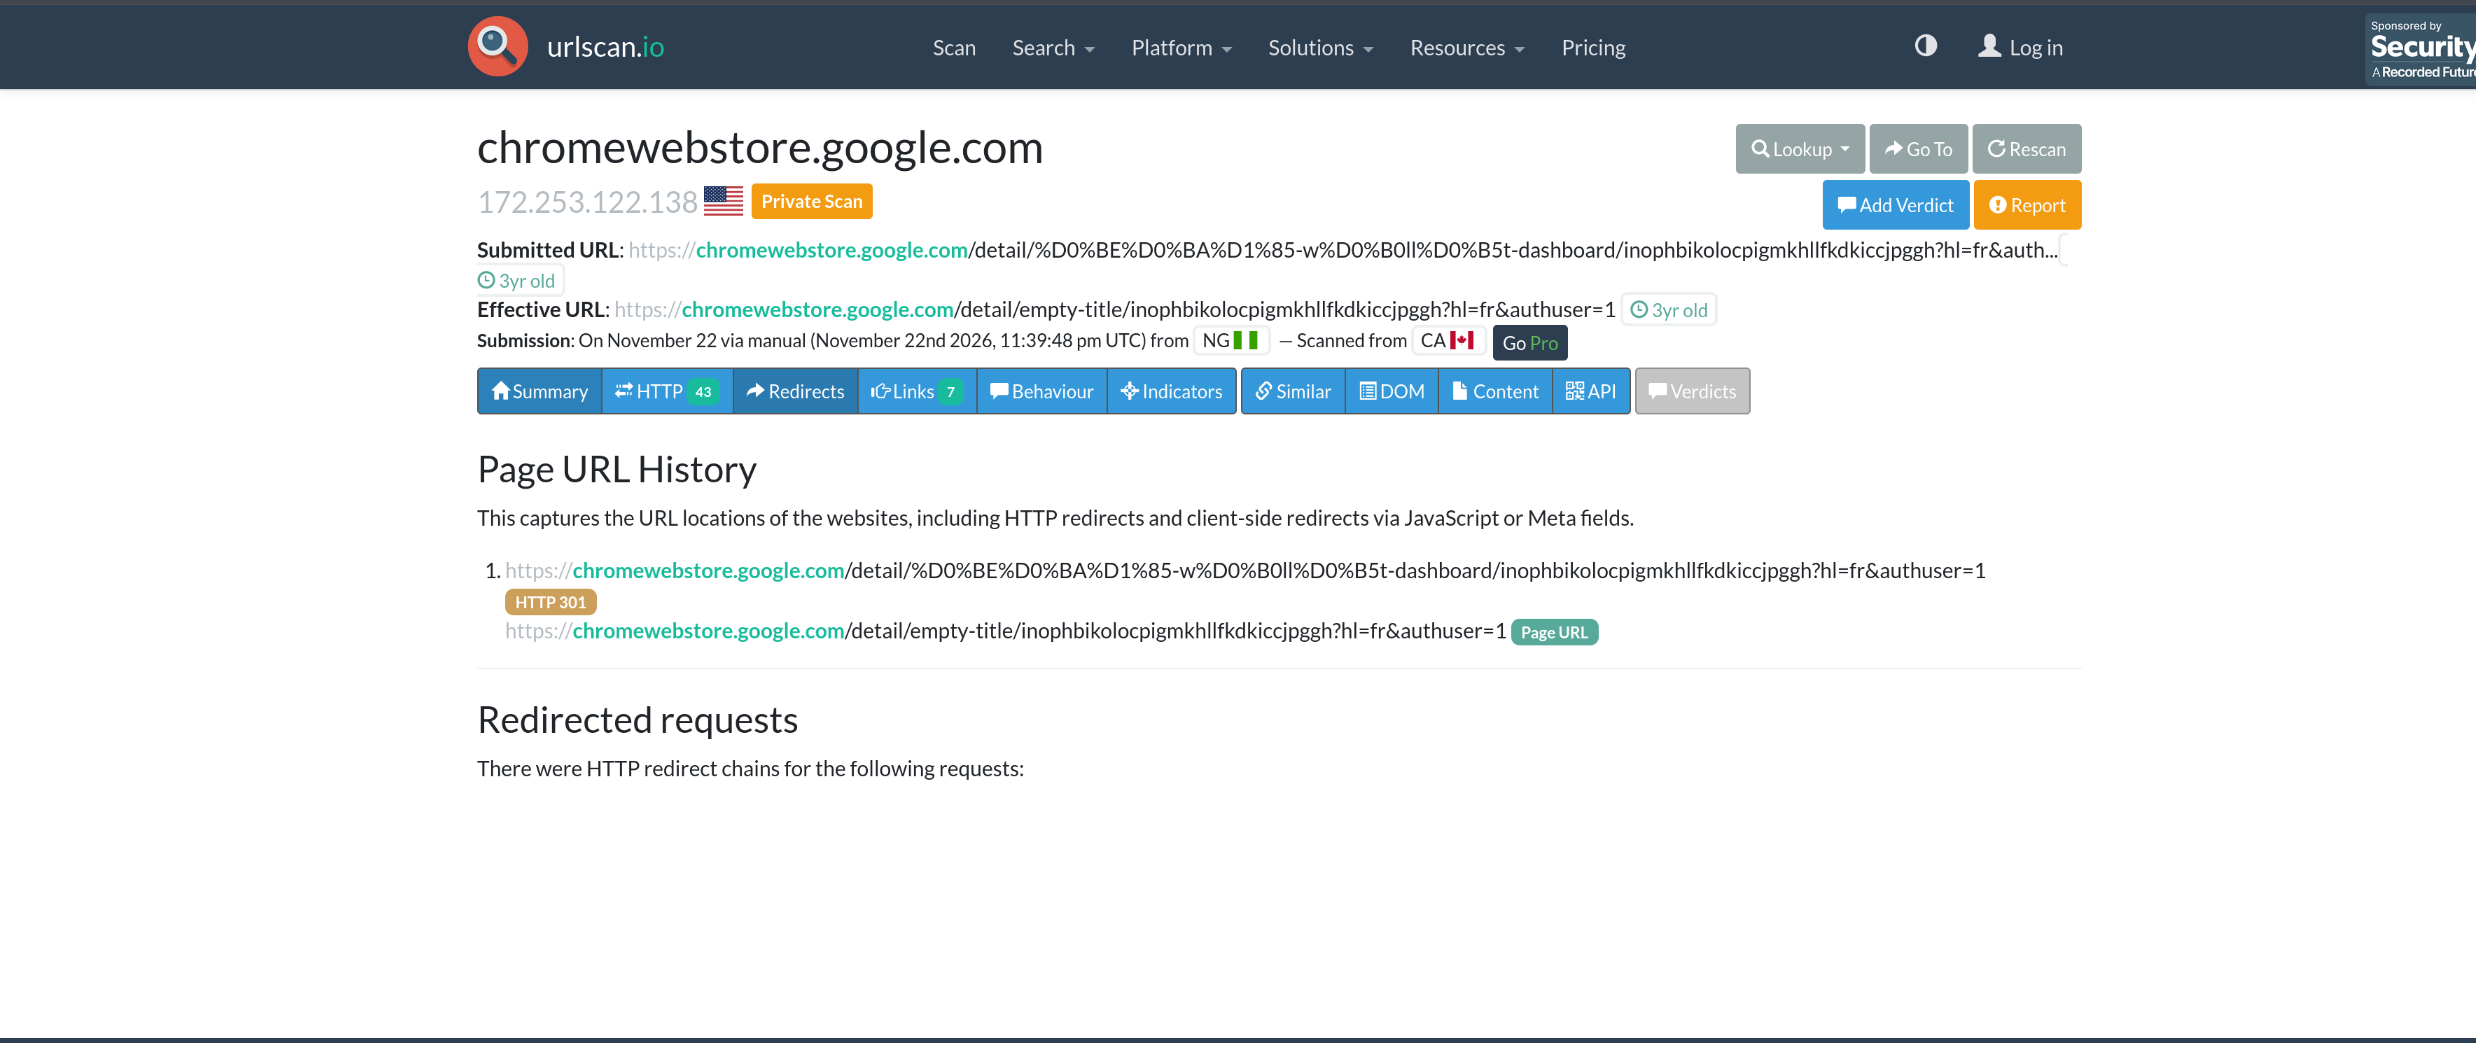 urlscan.io
Scan Search Platform Solutions Resources Pricing
Log in
Sponsored by
Security
A Recorded Future
chromewebstore.google.com
Lookup Go To Rescan
172.253.122.138 Private Scan
Add Verdict Report
Submitted URL: https://chromewebstore.google.com/detail/%D0%BE%D0%BA%D1%85-w%D0%B0ll%D0%B5t-dashboard/inophbikolocpigmkhllfkdkiccjpggh?hl=fr&auth...
3yr old
Effective URL: https://chromewebstore.google.com/detail/empty-title/inophbikolocpigmkhllfkdkiccjpggh?hl=fr&authuser=1 3yr old
Submission: On November 22 via manual (November 22nd 2026, 11:39:48 pm UTC) from NG — Scanned from CA Go Pro
Summary HTTP 43 Redirects Links 7 Behaviour Indicators Similar DOM Content API Verdicts
Page URL History
This captures the URL locations of the websites, including HTTP redirects and client-side redirects via JavaScript or Meta fields.
1. https://chromewebstore.google.com/detail/%D0%BE%D0%BA%D1%85-w%D0%B0ll%D0%B5t-dashboard/inophbikolocpigmkhllfkdkiccjpggh?hl=fr&authuser=1
HTTP 301
https://chromewebstore.google.com/detail/empty-title/inophbikolocpigmkhllfkdkiccjpggh?hl=fr&authuser=1 Page URL
Redirected requests
There were HTTP redirect chains for the following requests: